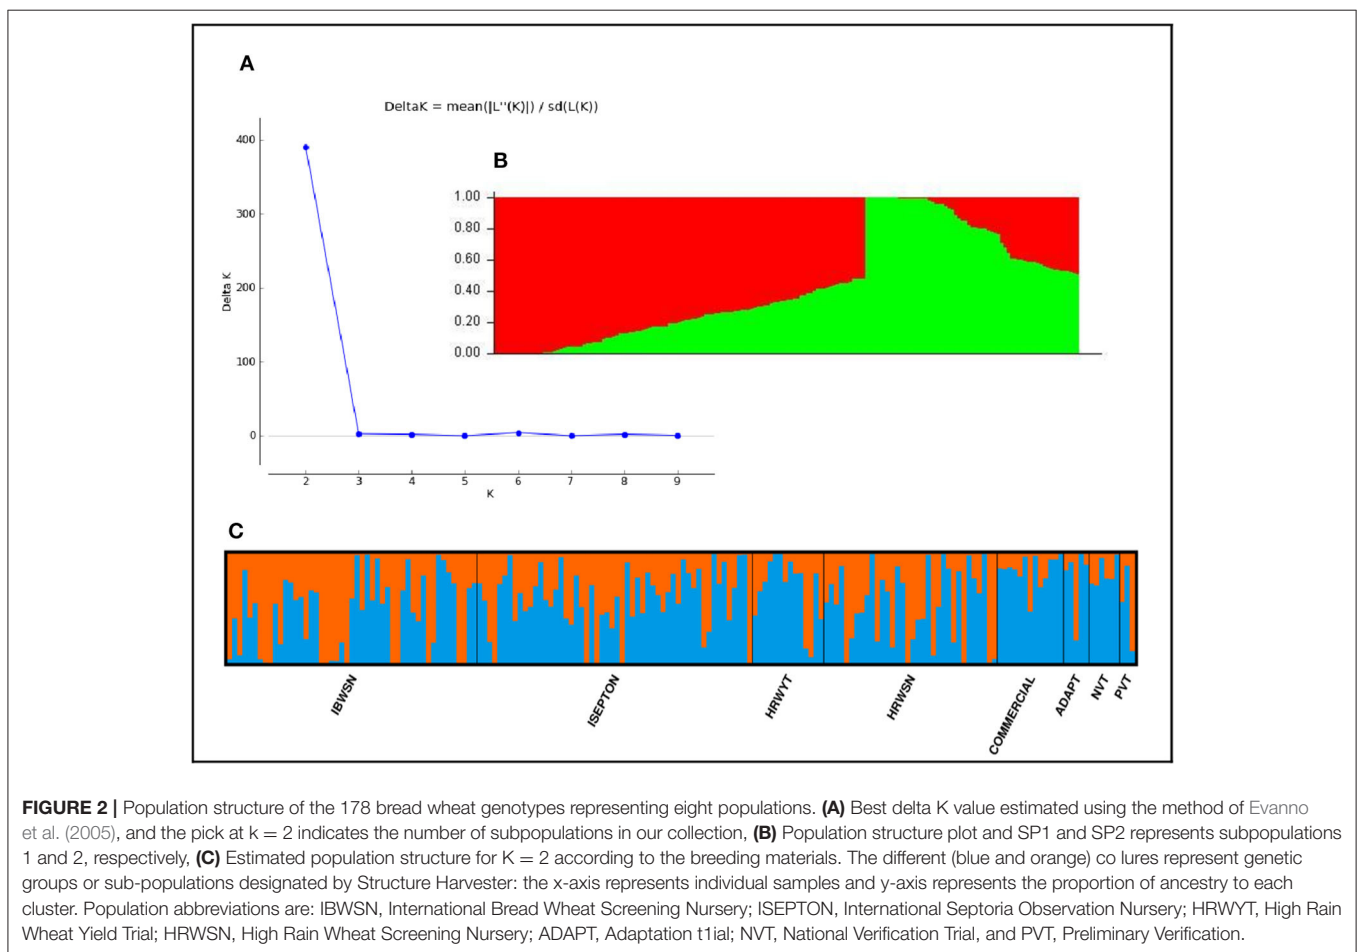 A
DeltaK = mean(|L''(K)|) / sd(L(K))
400
300
200
100
0
Delta K
2 3 4 5 6 7 8 9
K
B
1.00
0.80
0.60
0.40
0.20
0.00
C
IBWSN
ISEPTON
HRWYT
HRWSN
COMMERCIAL
ADAPT
NVT
PVT
FIGURE 2 | Population structure of the 178 bread wheat genotypes representing eight populations. (A) Best delta K value estimated using the method of Evanno
et al. (2005), and the pick at k = 2 indicates the number of subpopulations in our collection, (B) Population structure plot and SP1 and SP2 represents subpopulations
1 and 2, respectively, (C) Estimated population structure for K = 2 according to the breeding materials. The different (blue and orange) co lures represent genetic
groups or sub-populations designated by Structure Harvester: the x-axis represents individual samples and y-axis represents the proportion of ancestry to each
cluster. Population abbreviations are: IBWSN, International Bread Wheat Screening Nursery; ISEPTON, International Septoria Observation Nursery; HRWYT, High Rain
Wheat Yield Trial; HRWSN, High Rain Wheat Screening Nursery; ADAPT, Adaptation t1ial; NVT, National Verification Trial, and PVT, Preliminary Verification.